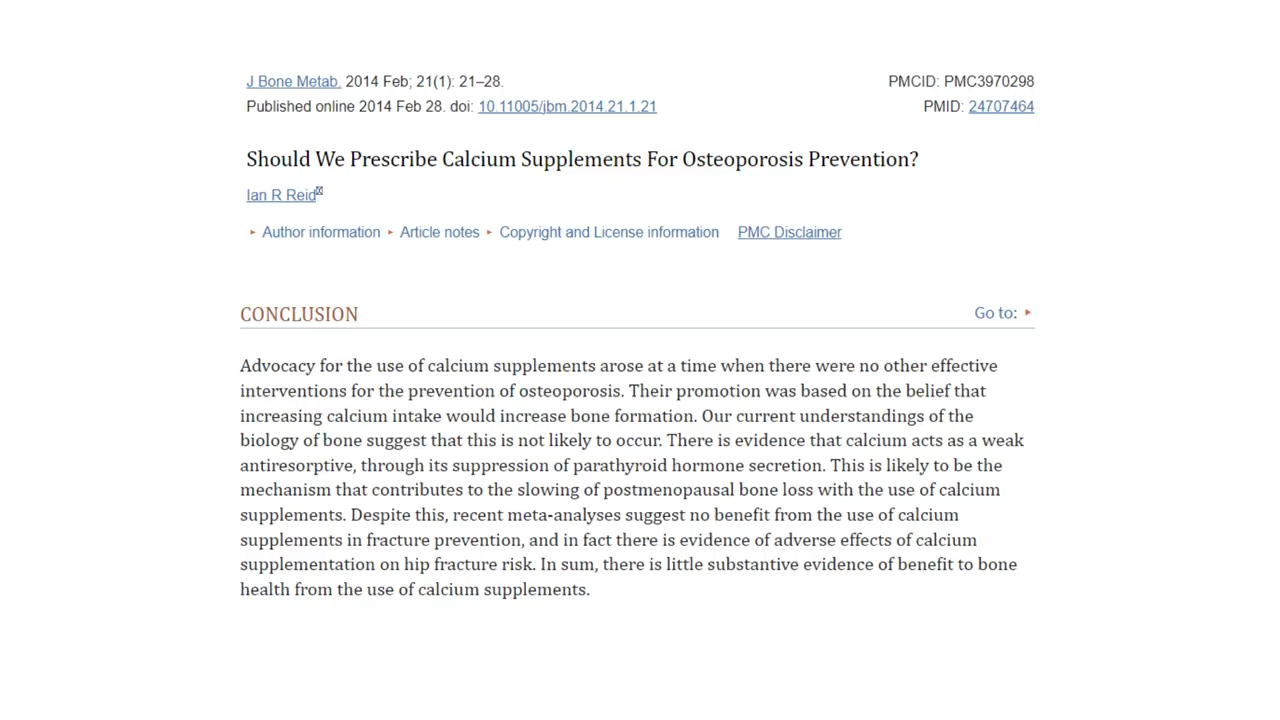 J Bone Metab. 2014 Feb; 21(1): 21–28. PMCID: PMC3970298
Published online 2014 Feb 28. doi: 10.11005/jbm.2014.21.1.21 PMID: 24707464
Should We Prescribe Calcium Supplements For Osteoporosis Prevention?
Ian R Reid
▸ Author information ▸ Article notes ▸ Copyright and License information PMC Disclaimer
CONCLUSION Go to: ▸
Advocacy for the use of calcium supplements arose at a time when there were no other effective
interventions for the prevention of osteoporosis. Their promotion was based on the belief that
increasing calcium intake would increase bone formation. Our current understandings of the
biology of bone suggest that this is not likely to occur. There is evidence that calcium acts as a weak
antiresorptive, through its suppression of parathyroid hormone secretion. This is likely to be the
mechanism that contributes to the slowing of postmenopausal bone loss with the use of calcium
supplements. Despite this, recent meta-analyses suggest no benefit from the use of calcium
supplements in fracture prevention, and in fact there is evidence of adverse effects of calcium
supplementation on hip fracture risk. In sum, there is little substantive evidence of benefit to bone
health from the use of calcium supplements.